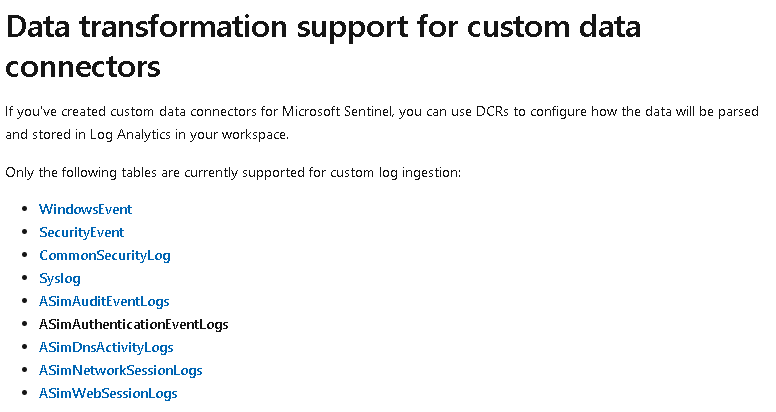 Data transformation support for custom data
connectors
If you've created custom data connectors for Microsoft Sentinel, you can use DCRs to configure how the data will be parsed
and stored in Log Analytics in your workspace.
Only the following tables are currently supported for custom log ingestion:
• WindowsEvent
• SecurityEvent
• CommonSecurityLog
• Syslog
• ASimAuditEventLogs
• ASimAuthenticationEventLogs
• ASimDnsActivityLogs
• ASimNetworkSessionLogs
• ASimWebSessionLogs